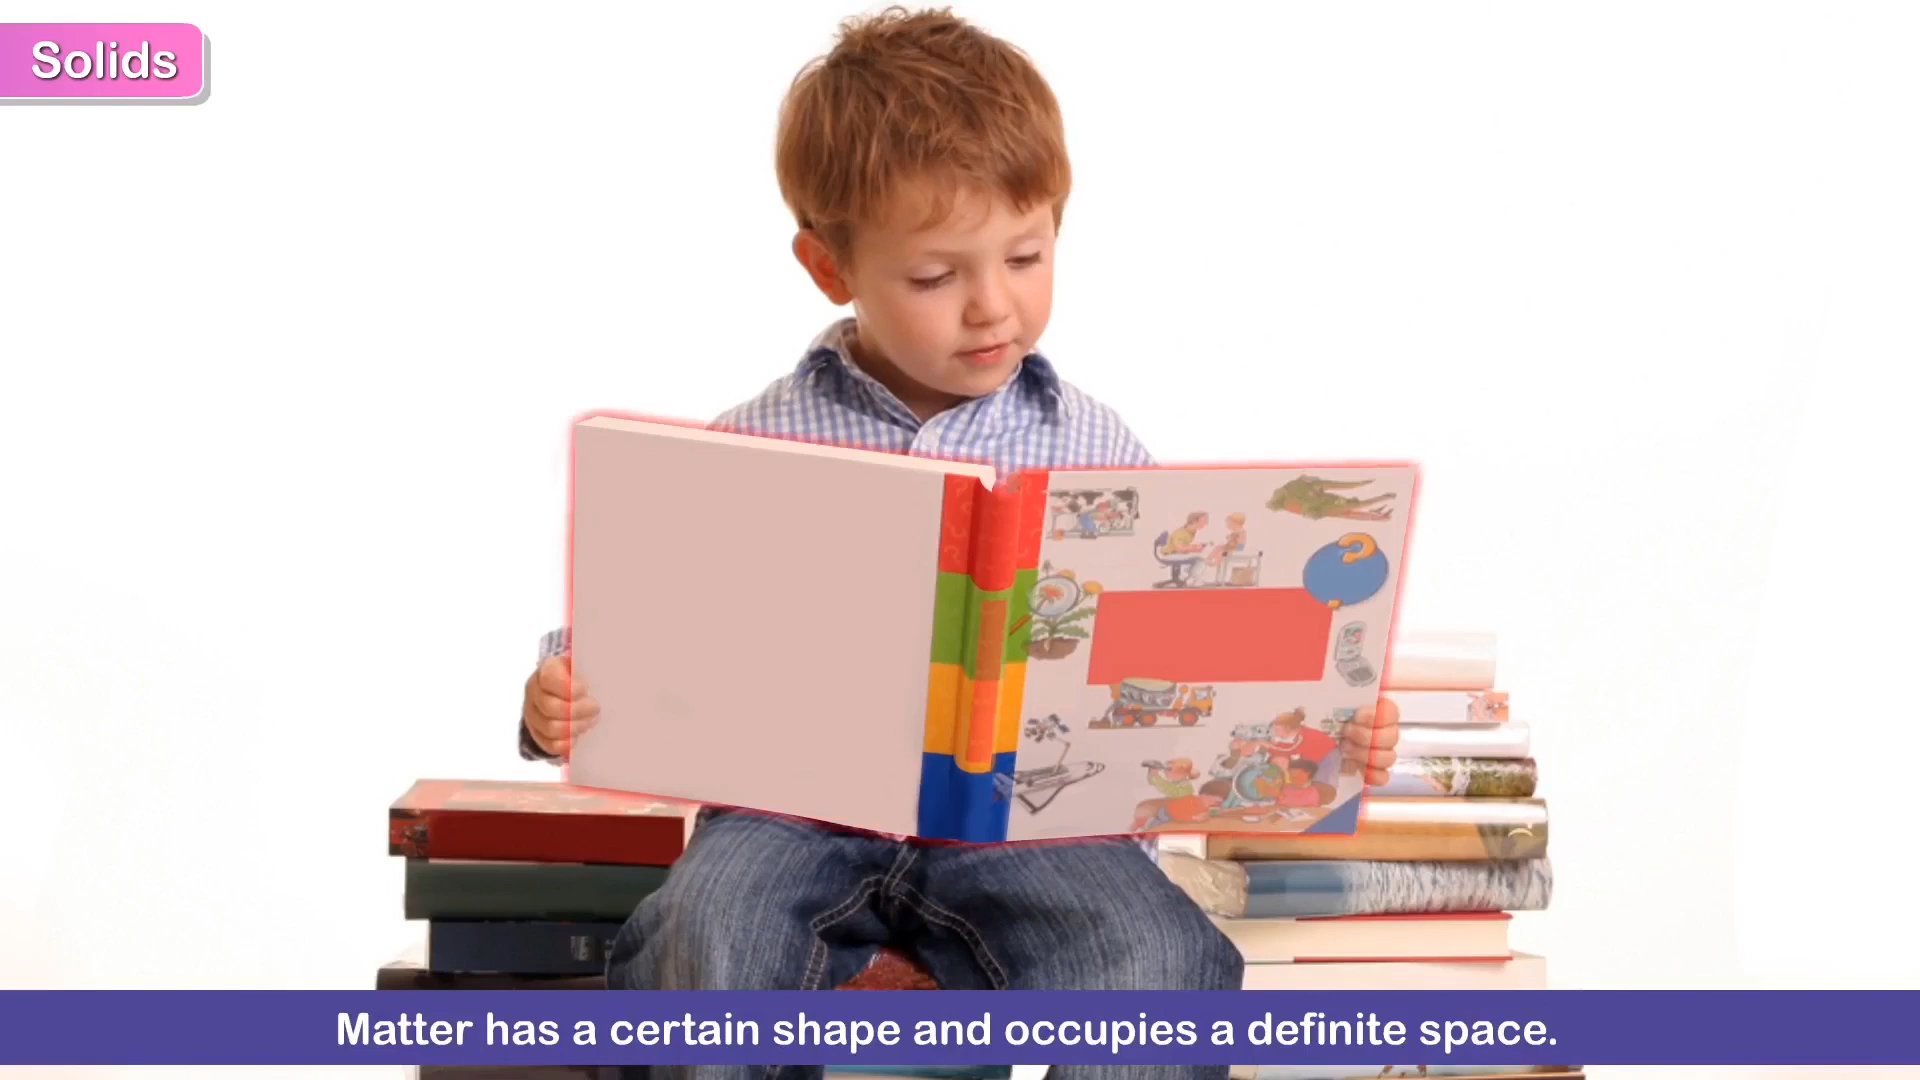 Solids
Matter has a certain shape and occupies a definite space.